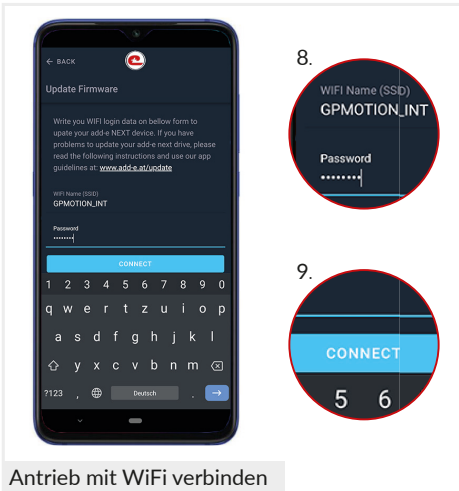 ← BACK
Update Firmware
Write you WIFI login data on bellow form to
upate your add-e NEXT device. If you have
problems to update your add-e next drive, please
read the following instructions and use our app
guidelines at: www.add-e.at/update
WIFI Name (SSID)
GPMOTION_INT
Password
••••••••
CONNECT
1 2 3 4 5 6 7 8 9 0
q w e r t z u i o p
a s d f g h j k l
y x c v b n m
?123 , Deutsch .
8.
WIFI Name (SSID)
GPMOTION_INT
Password
••••••••
9.
CONNECT
5 6
Antrieb mit WiFi verbinden